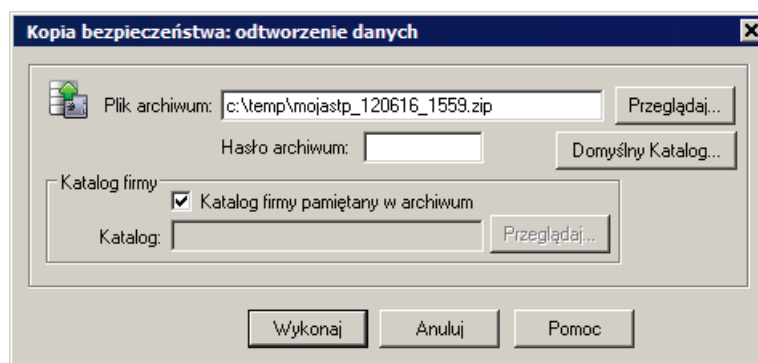 Kopia bezpieczeństwa: odtworzenie danych
Plik archiwum: c:\temp\mojastp_120616_1559.zip Przeglądaj...
Hasło archiwum: Domyślny Katalog...
Katalog firmy
Katalog firmy pamiętany w archiwum
Katalog: Przeglądaj...
Wykonaj Anuluj Pomoc